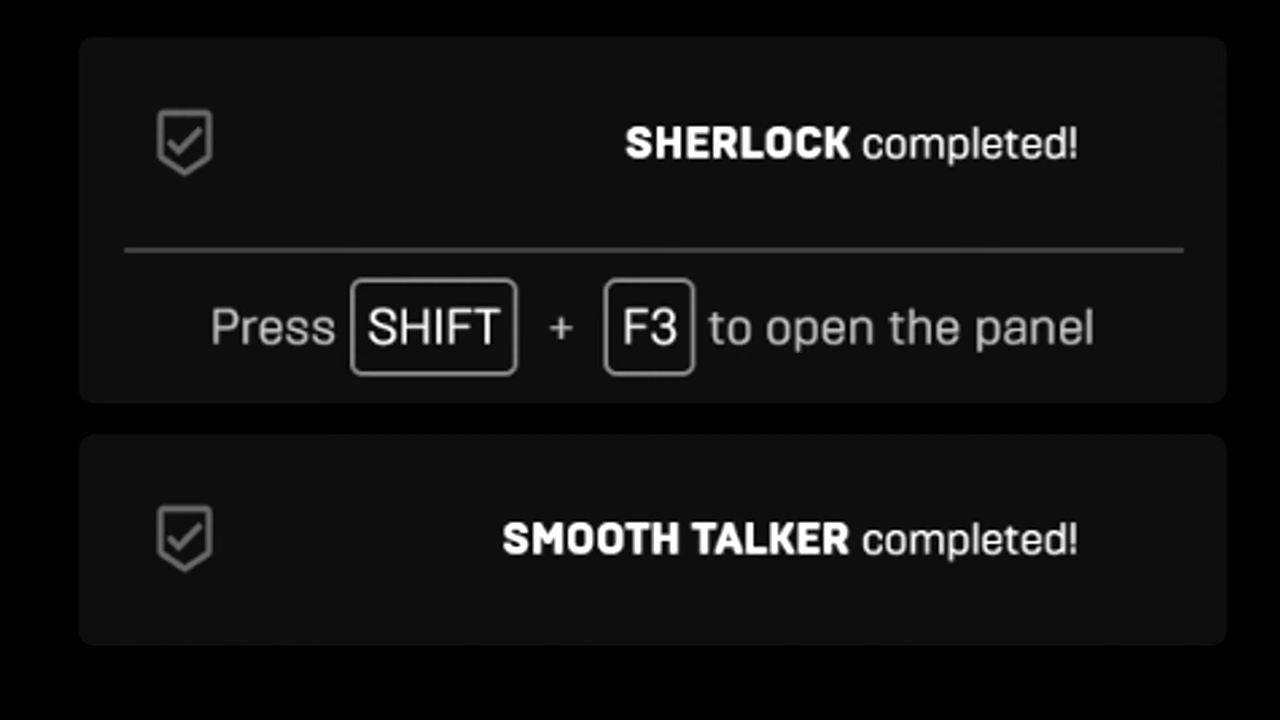 SHERLOCK completed!
Press SHIFT + F3 to open the panel
SMOOTH TALKER completed!